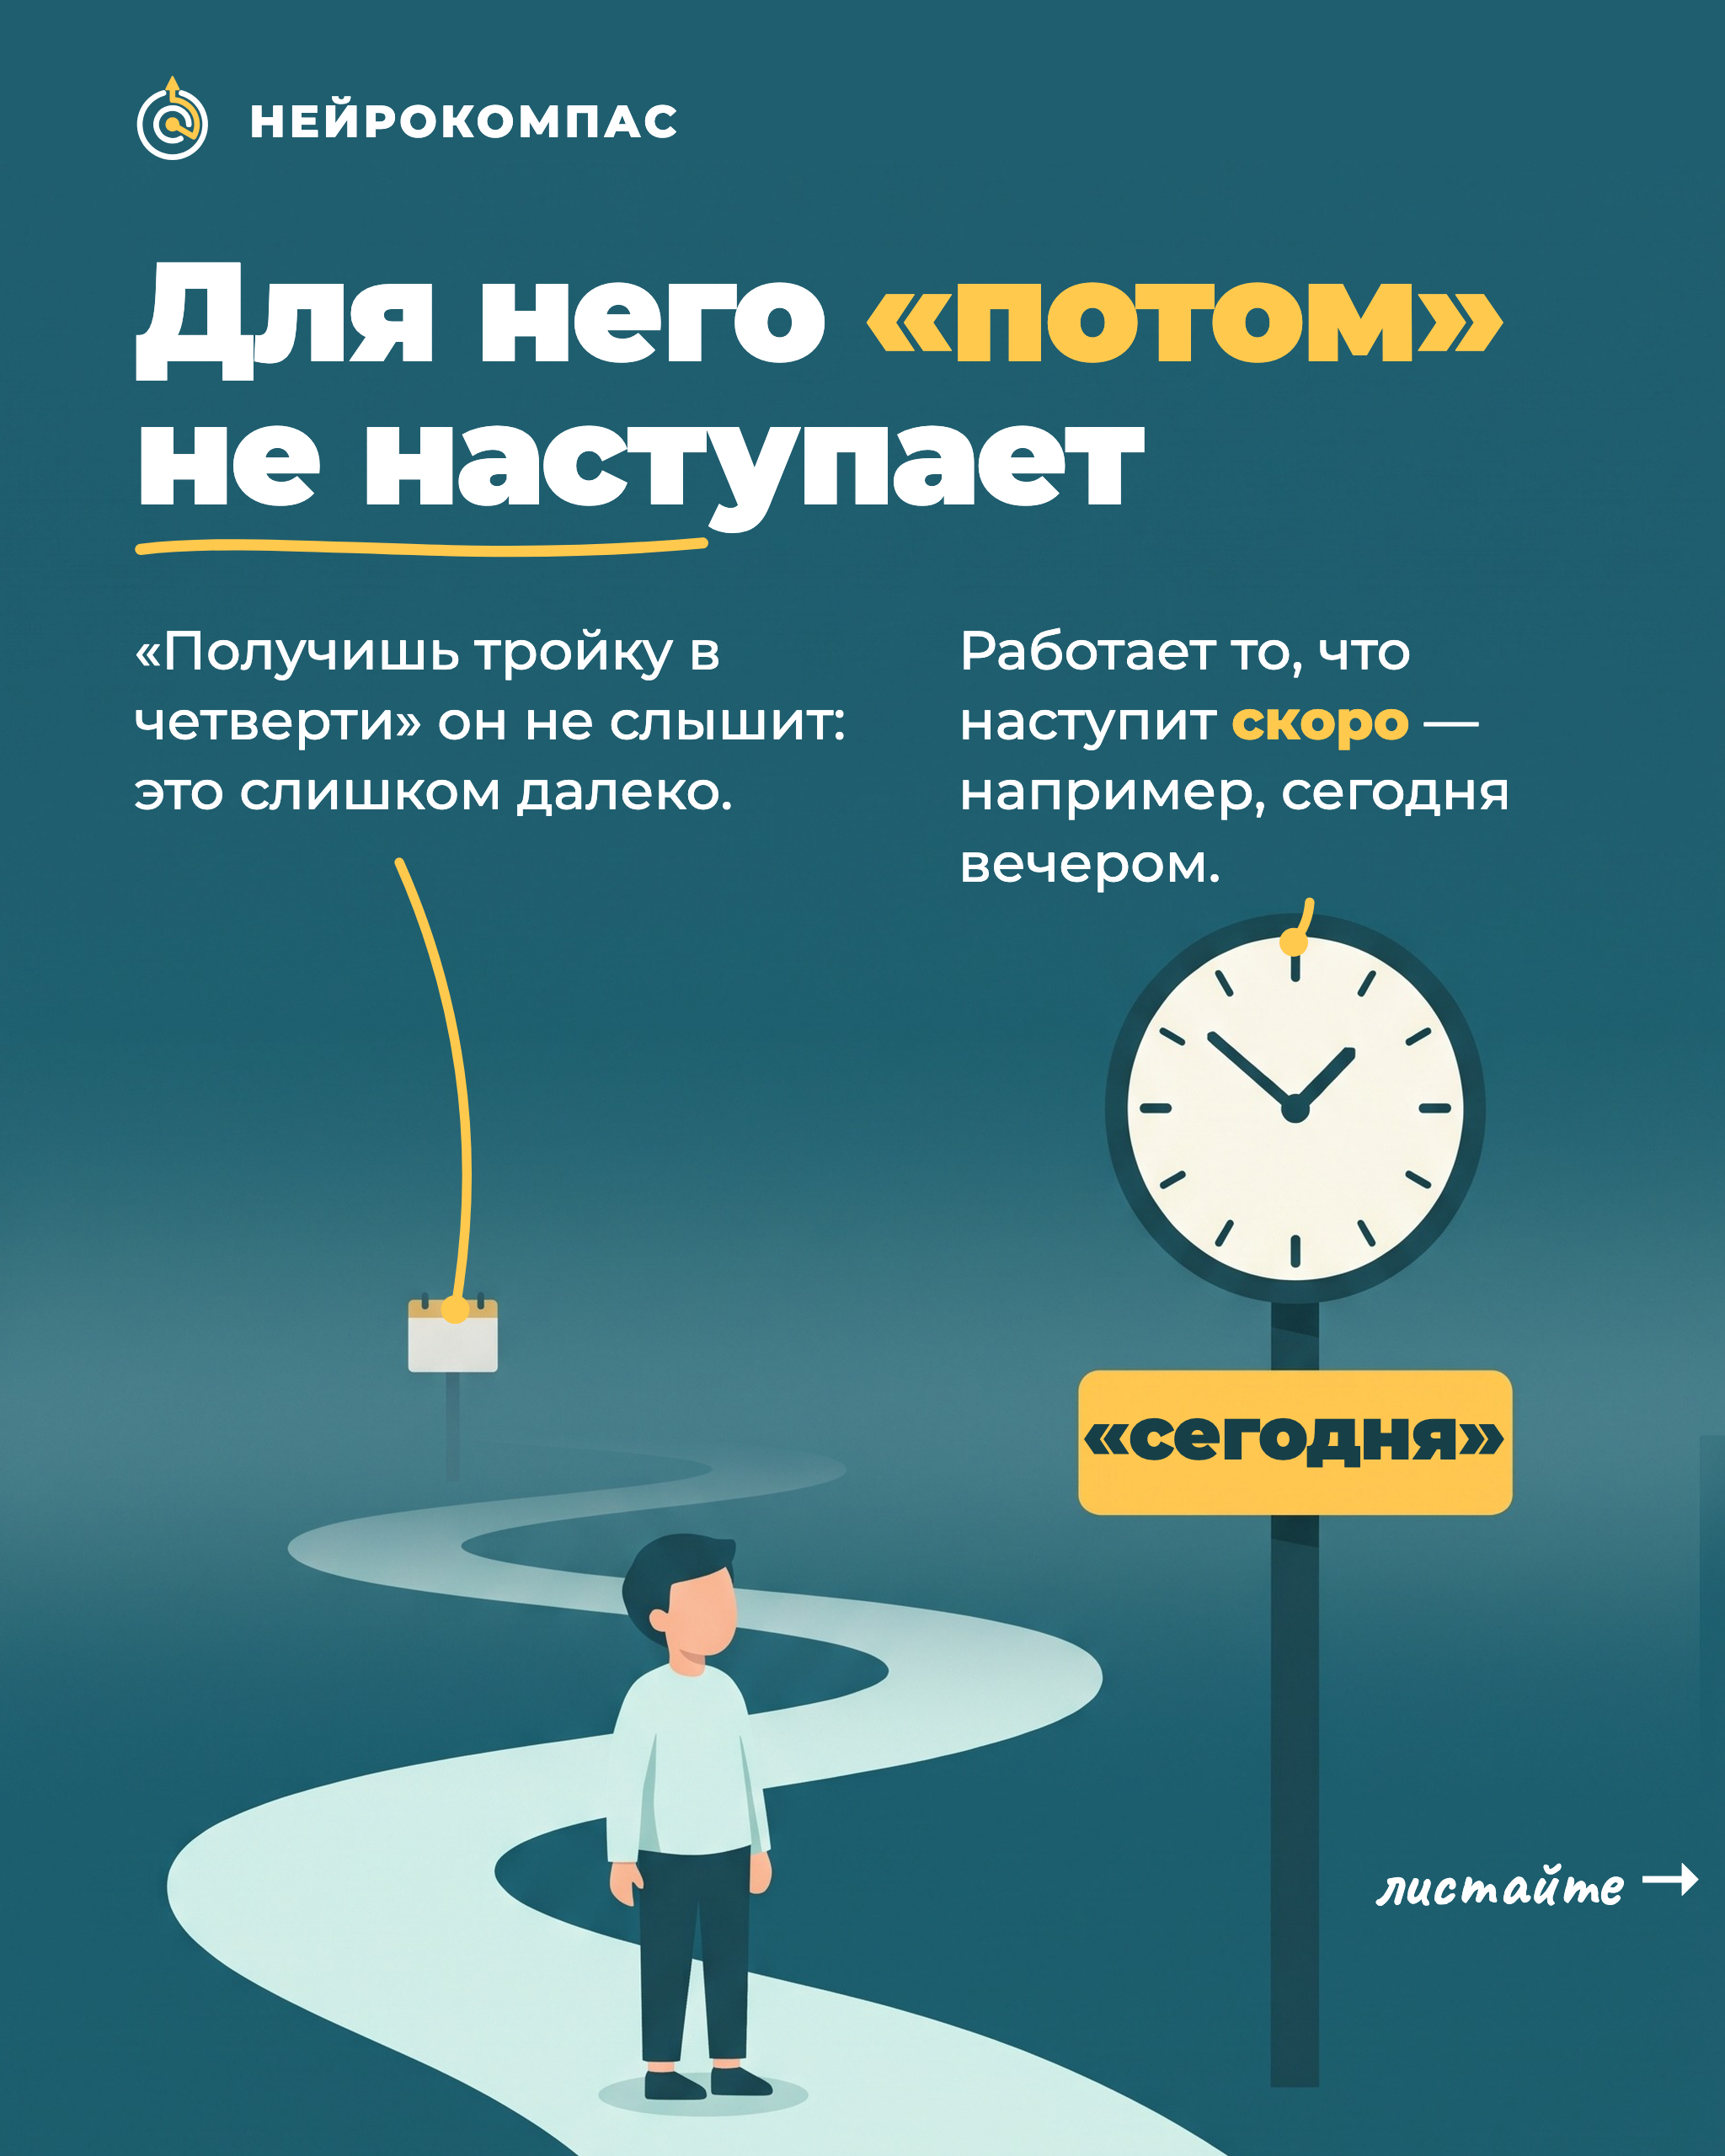 НЕЙРОКОМПАС
Для него «потом»
не наступает
«Получишь тройку в
четверти» он не слышит:
это слишком далеко.
Работает то, что
наступит скоро —
например, сегодня
вечером.
«сегодня»
листайте →